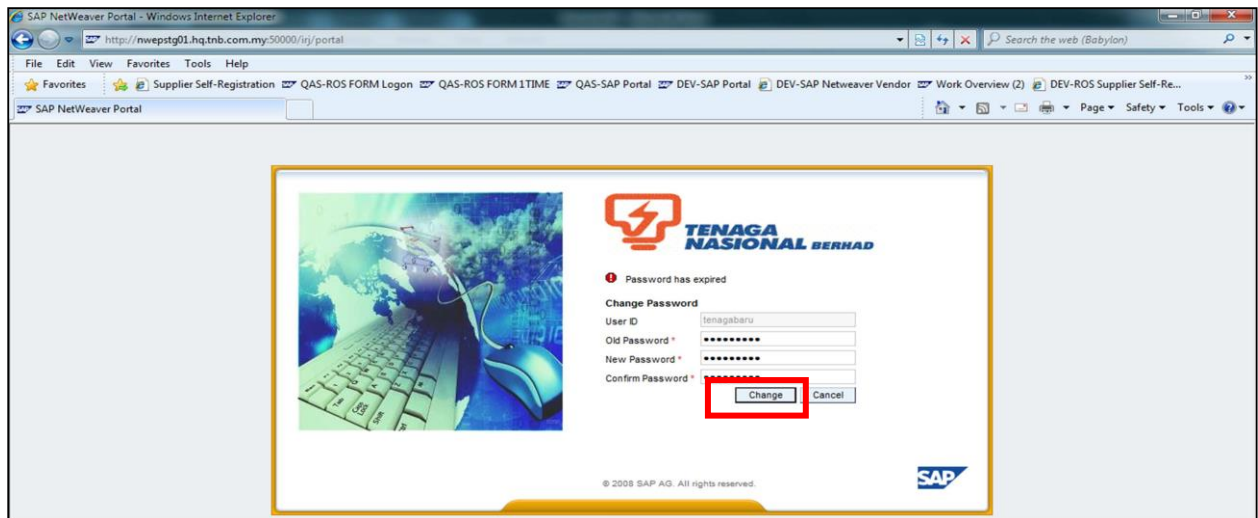 SAP NetWeaver Portal - Windows Internet Explorer
http://nwepstg01.hq.tnb.com.my:50000/irj/portal
Search the web (Babylon)
File Edit View Favorites Tools Help
Favorites Supplier Self-Registration QAS-ROS FORM Logon QAS-ROS FORM 1TIME QAS-SAP Portal DEV-SAP Portal DEV-SAP Netweaver Vendor Work Overview (2) DEV-ROS Supplier Self-Re...
SAP NetWeaver Portal
Page Safety Tools
TENAGA
NASIONAL BERHAD
Password has expired
Change Password
User ID tenagabaru
Old Password * •••••••••
New Password * •••••••••
Confirm Password * •••••••••
Change Cancel
© 2008 SAP AG. All rights reserved.
SAP